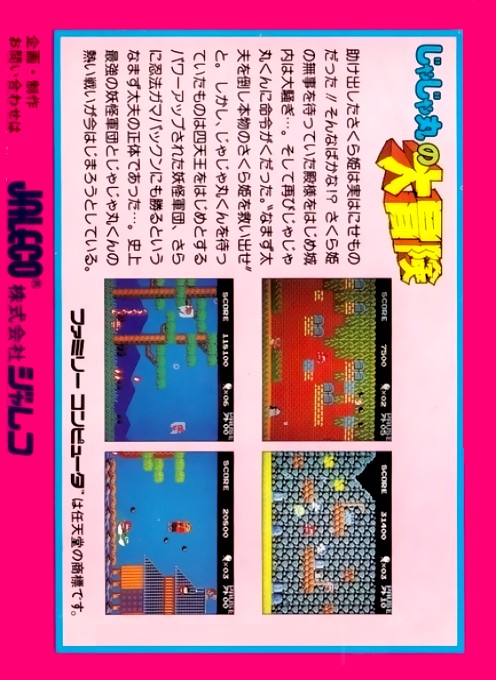 じゃじゃ丸の大冒険
助け出したさくら姫は実はにせもの
だった!!そんなばかな!?さくら姫
の無事を待っていた殿様をはじめ城
内は大騒ぎ…。そして再びじゃじゃ
丸くんに命令がくだった。“なまず太
夫を倒し本物のさくら姫を救い出せ”
と。しかし、じゃじゃ丸くんを待っ
ていたものは四天王をはじめとする
パワーアップされた妖怪軍団、さら
に忍法ガマパックンにも勝るという
なまず太夫の正体であった…。史上
最強の妖怪軍団とじゃじゃ丸くんの
熱い戦いが今はじまろうとしている。
SCORE 7500 ×02
SCORE 31400 ×03
SCORE 115100 ×06
SCORE 20500 ×03
ファミリーコンピュータ™は任天堂の商標です。
企画・制作
お問い合わせは
JALECO® 株式会社ジャレコ